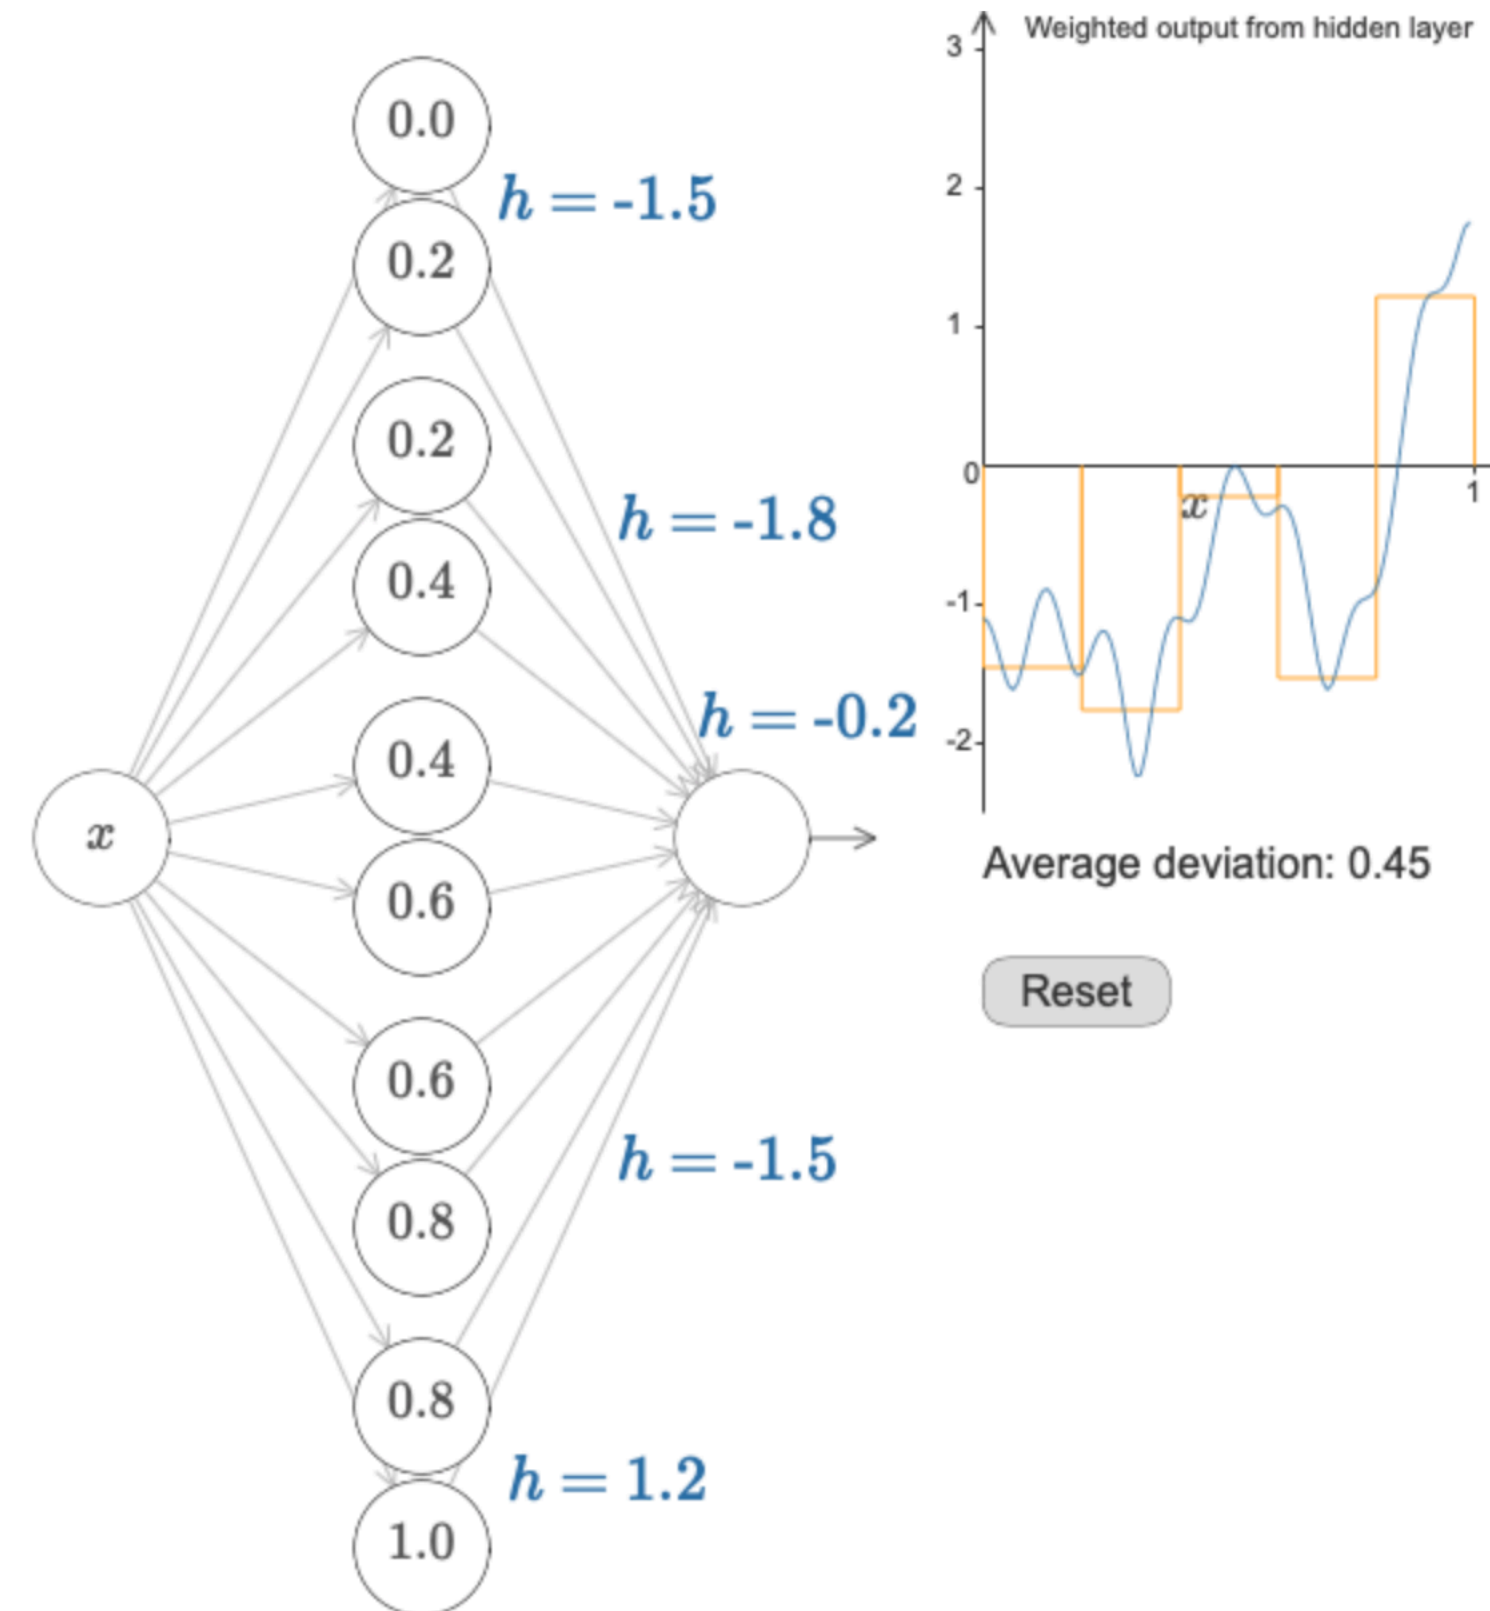 0.0
h = -1.5
0.2
0.2
h = -1.8
0.4
h = -0.2
0.4
x
0.6
0.6
h = -1.5
0.8
0.8
h = 1.2
1.0
Weighted output from hidden layer
3
2
1
0
x
1
-1
-2
Average deviation: 0.45
Reset